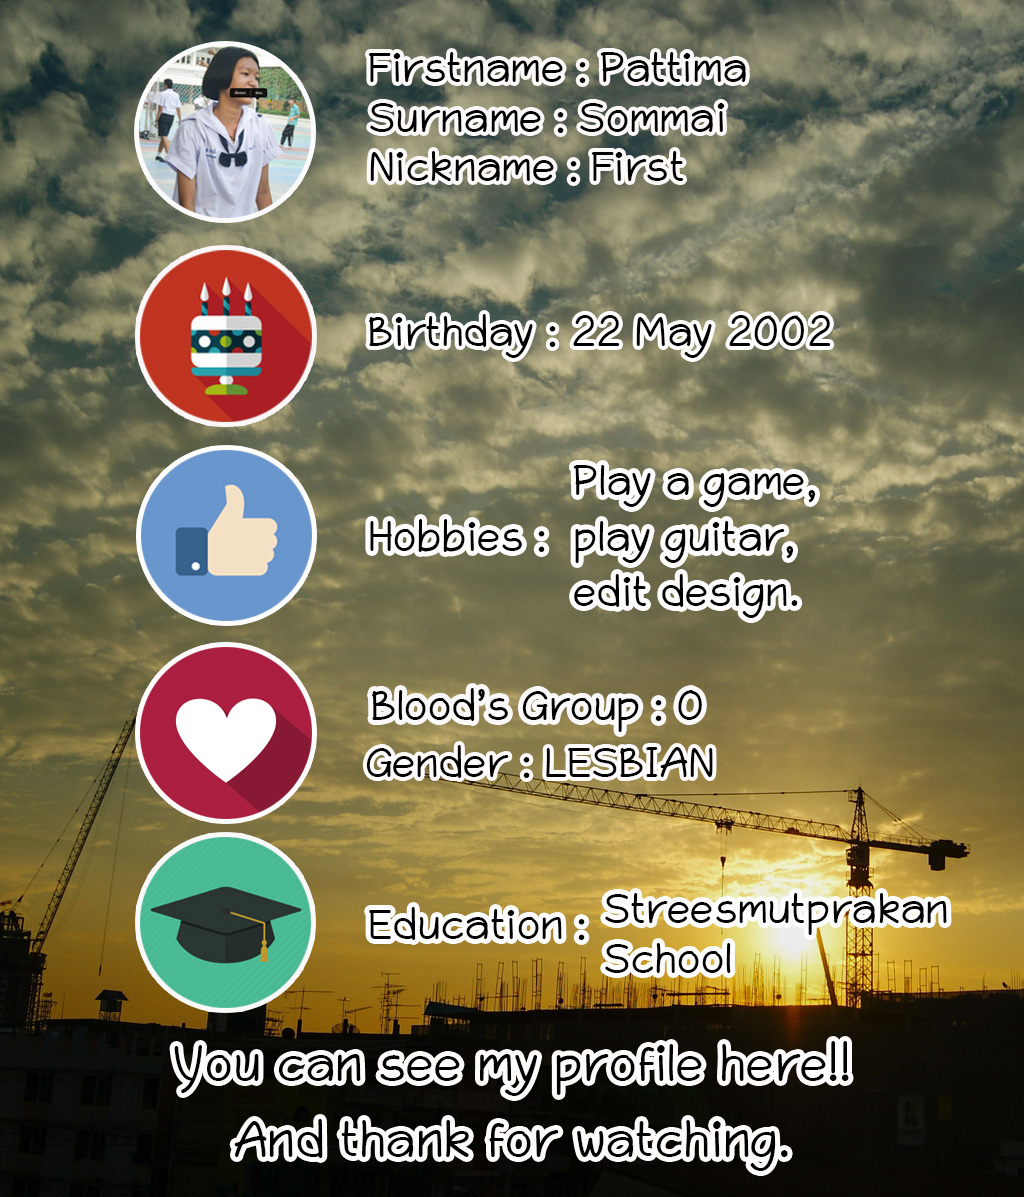 Firstname : Pattima
Surname : Sommai
Nickname : First
Birthday : 22 May 2002
Hobbies : Play a game,
play guitar,
edit design.
Blood's Group : O
Gender : LESBIAN
Education : Streesmutprakan
School
You can see my profile here!!
And thank for watching.